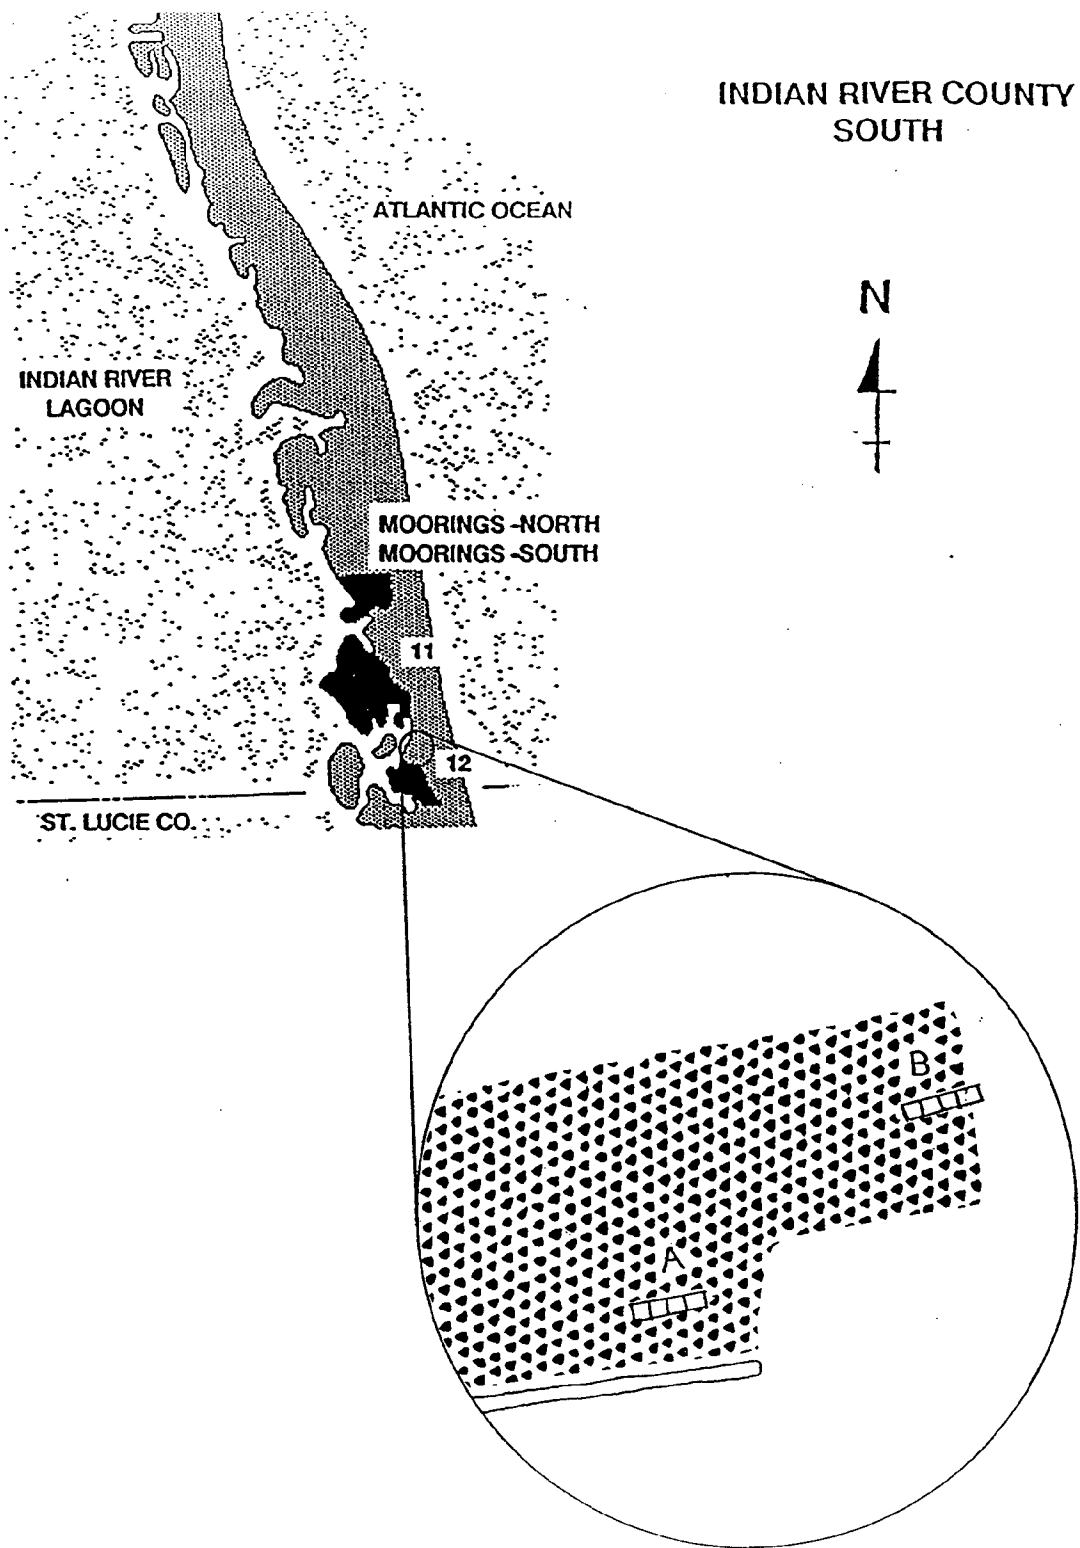 INDIAN RIVER COUNTY
SOUTH
ATLANTIC OCEAN
N
INDIAN RIVER
LAGOON
MOORINGS -NORTH
MOORINGS -SOUTH
11
12
ST. LUCIE CO.
B
A